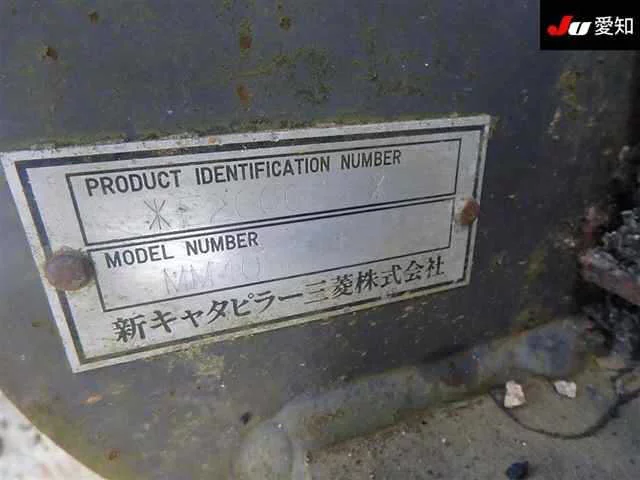 Ju 愛知
PRODUCT IDENTIFICATION NUMBER
MODEL NUMBER
新キャタピラー三菱株式会社